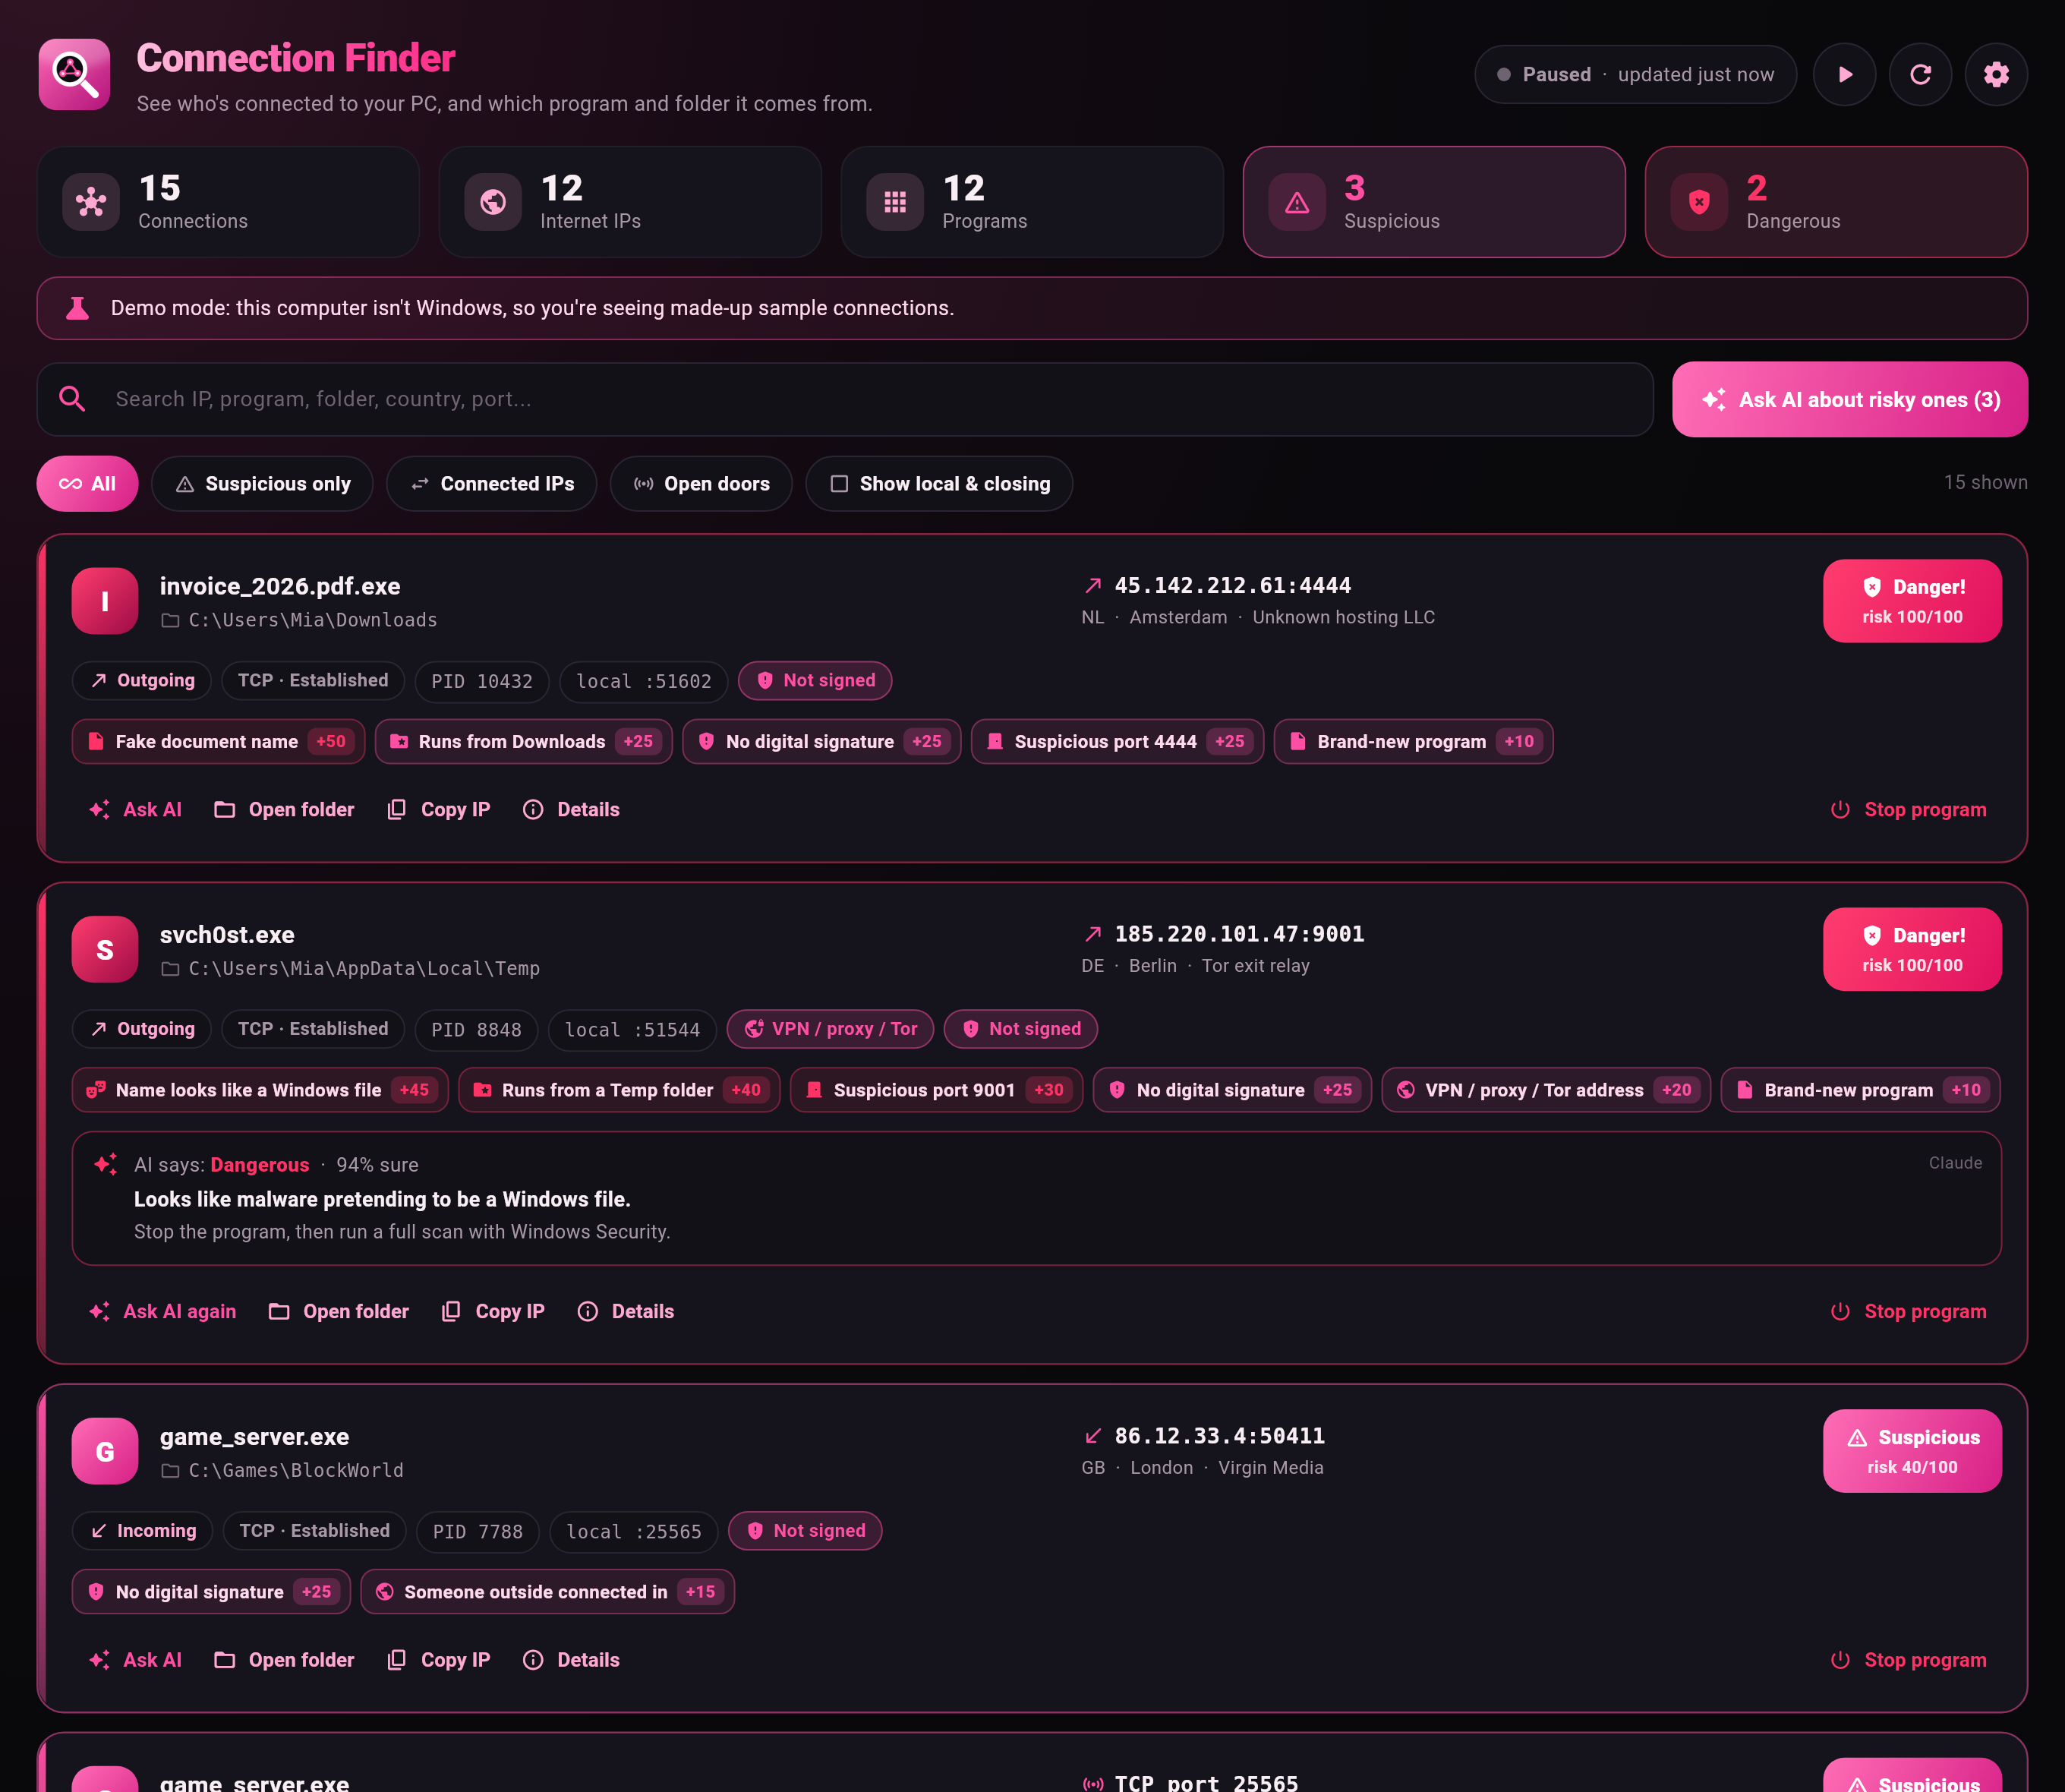 Connection Finder
See who's connected to your PC, and which program and folder it comes from.
Paused · updated just now
15
Connections
12
Internet IPs
12
Programs
3
Suspicious
2
Dangerous
Demo mode: this computer isn't Windows, so you're seeing made-up sample connections.
Search IP, program, folder, country, port...
Ask AI about risky ones (3)
All
Suspicious only
Connected IPs
Open doors
Show local & closing
15 shown
I
invoice_2026.pdf.exe
C:\Users\Mia\Downloads
45.142.212.61:4444
NL · Amsterdam · Unknown hosting LLC
Danger!
risk 100/100
Outgoing
TCP · Established
PID 10432
local :51602
Not signed
Fake document name +50
Runs from Downloads +25
No digital signature +25
Suspicious port 4444 +25
Brand-new program +10
Ask AI
Open folder
Copy IP
Details
Stop program
S
svch0st.exe
C:\Users\Mia\AppData\Local\Temp
185.220.101.47:9001
DE · Berlin · Tor exit relay
Danger!
risk 100/100
Outgoing
TCP · Established
PID 8848
local :51544
VPN / proxy / Tor
Not signed
Name looks like a Windows file +45
Runs from a Temp folder +40
Suspicious port 9001 +30
No digital signature +25
VPN / proxy / Tor address +20
Brand-new program +10
AI says: Dangerous · 94% sure
Claude
Looks like malware pretending to be a Windows file.
Stop the program, then run a full scan with Windows Security.
Ask AI again
Open folder
Copy IP
Details
Stop program
G
game_server.exe
C:\Games\BlockWorld
86.12.33.4:50411
GB · London · Virgin Media
Suspicious
risk 40/100
Incoming
TCP · Established
PID 7788
local :25565
Not signed
No digital signature +25
Someone outside connected in +15
Ask AI
Open folder
Copy IP
Details
Stop program
game_server.exe
TCP port 25565
Suspicious